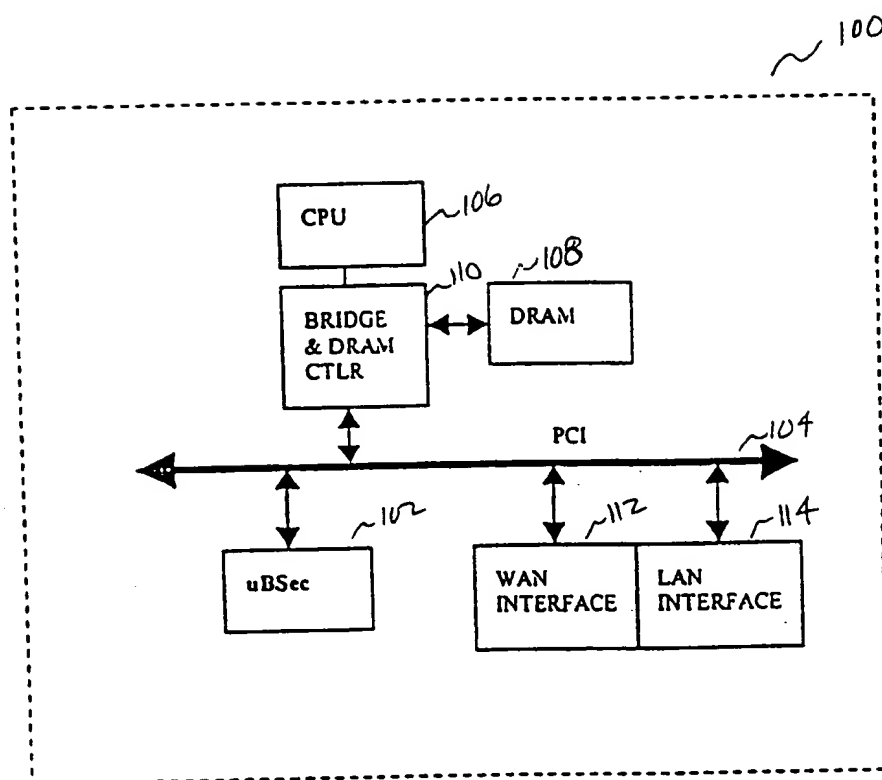 100
CPU
106
110
108
BRIDGE
& DRAM
CTLR
DRAM
PCI
104
102
112
114
uBSec
WAN
INTERFACE
LAN
INTERFACE